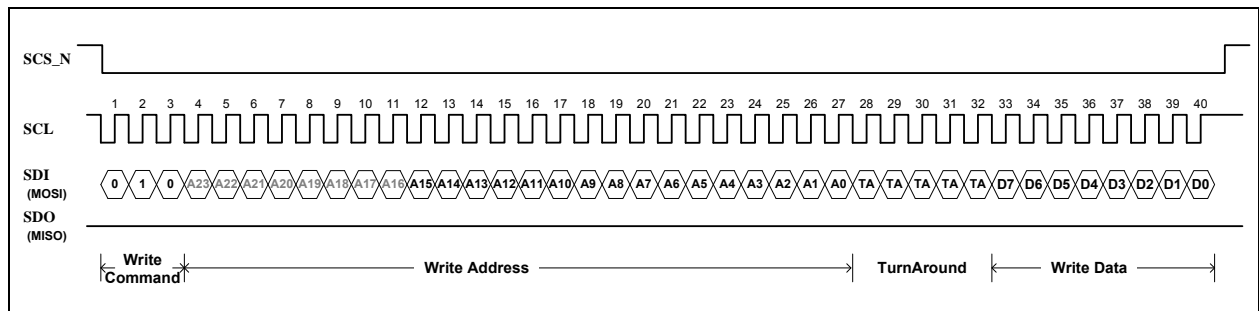 SCS_N
1 2 3 4 5 6 7 8 9 10 11 12 13 14 15 16 17 18 19 20 21 22 23 24 25 26 27 28 29 30 31 32 33 34 35 36 37 38 39 40
SCL
SDI
(MOSI)
0 1 0 A23 A22 A21 A20 A19 A18 A17 A16 A15 A14 A13 A12 A11 A10 A9 A8 A7 A6 A5 A4 A3 A2 A1 A0 TA TA TA TA TA D7 D6 D5 D4 D3 D2 D1 D0
SDO
(MISO)
Write
Command
Write Address
TurnAround
Write Data